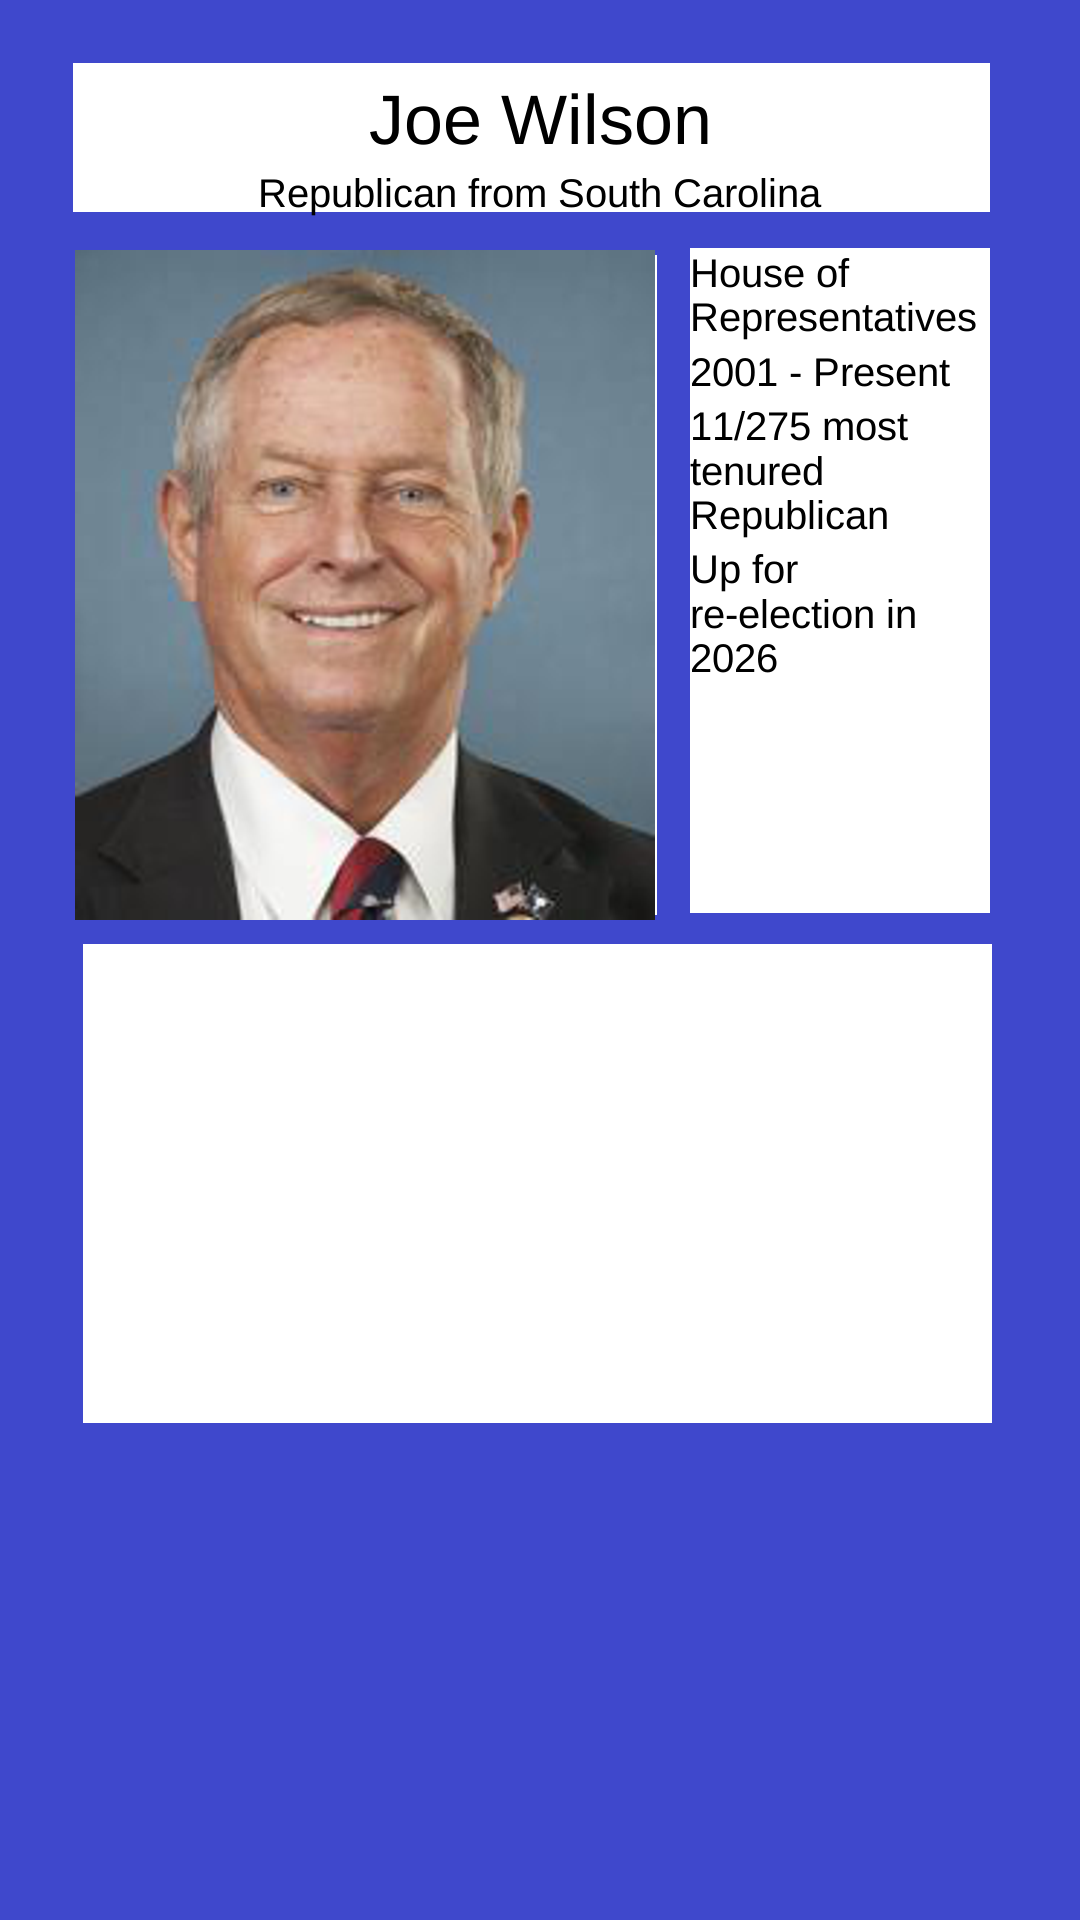 Joe Wilson
Republican from South Carolina
House of
Representatives
2001 - Present
11/275 most
tenured
Republican
Up for
re-election in
2026